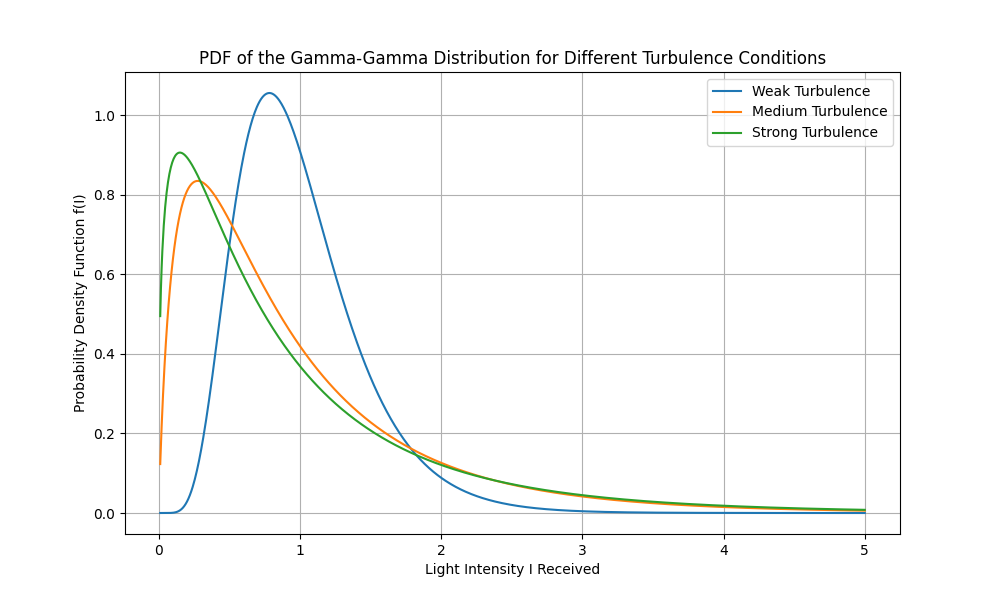 PDF of the Gamma-Gamma Distribution for Different Turbulence Conditions
Weak Turbulence
Medium Turbulence
Strong Turbulence
Probability Density Function f(I)
1.0
0.8
0.6
0.4
0.2
0.0
0 1 2 3 4 5
Light Intensity I Received